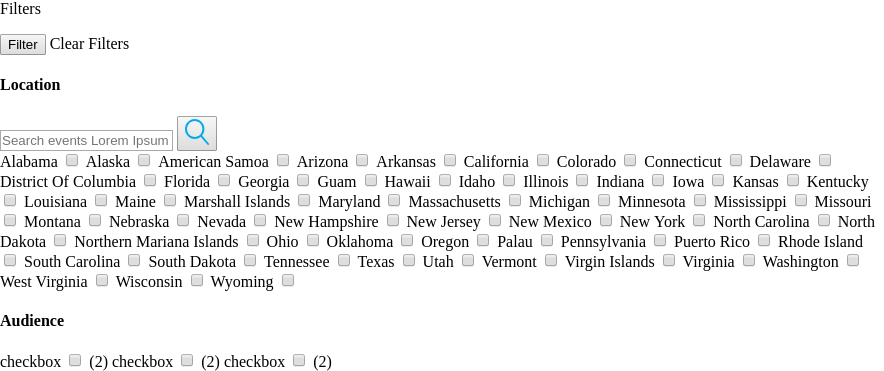 Filters
Filter Clear Filters
Location
Search events Lorem Ipsum
Alabama Alaska American Samoa Arizona Arkansas California Colorado Connecticut Delaware
District Of Columbia Florida Georgia Guam Hawaii Idaho Illinois Indiana Iowa Kansas Kentucky
Louisiana Maine Marshall Islands Maryland Massachusetts Michigan Minnesota Mississippi Missouri
Montana Nebraska Nevada New Hampshire New Jersey New Mexico New York North Carolina North
Dakota Northern Mariana Islands Ohio Oklahoma Oregon Palau Pennsylvania Puerto Rico Rhode Island
South Carolina South Dakota Tennessee Texas Utah Vermont Virgin Islands Virginia Washington
West Virginia Wisconsin Wyoming
Audience
checkbox (2) checkbox (2) checkbox (2)